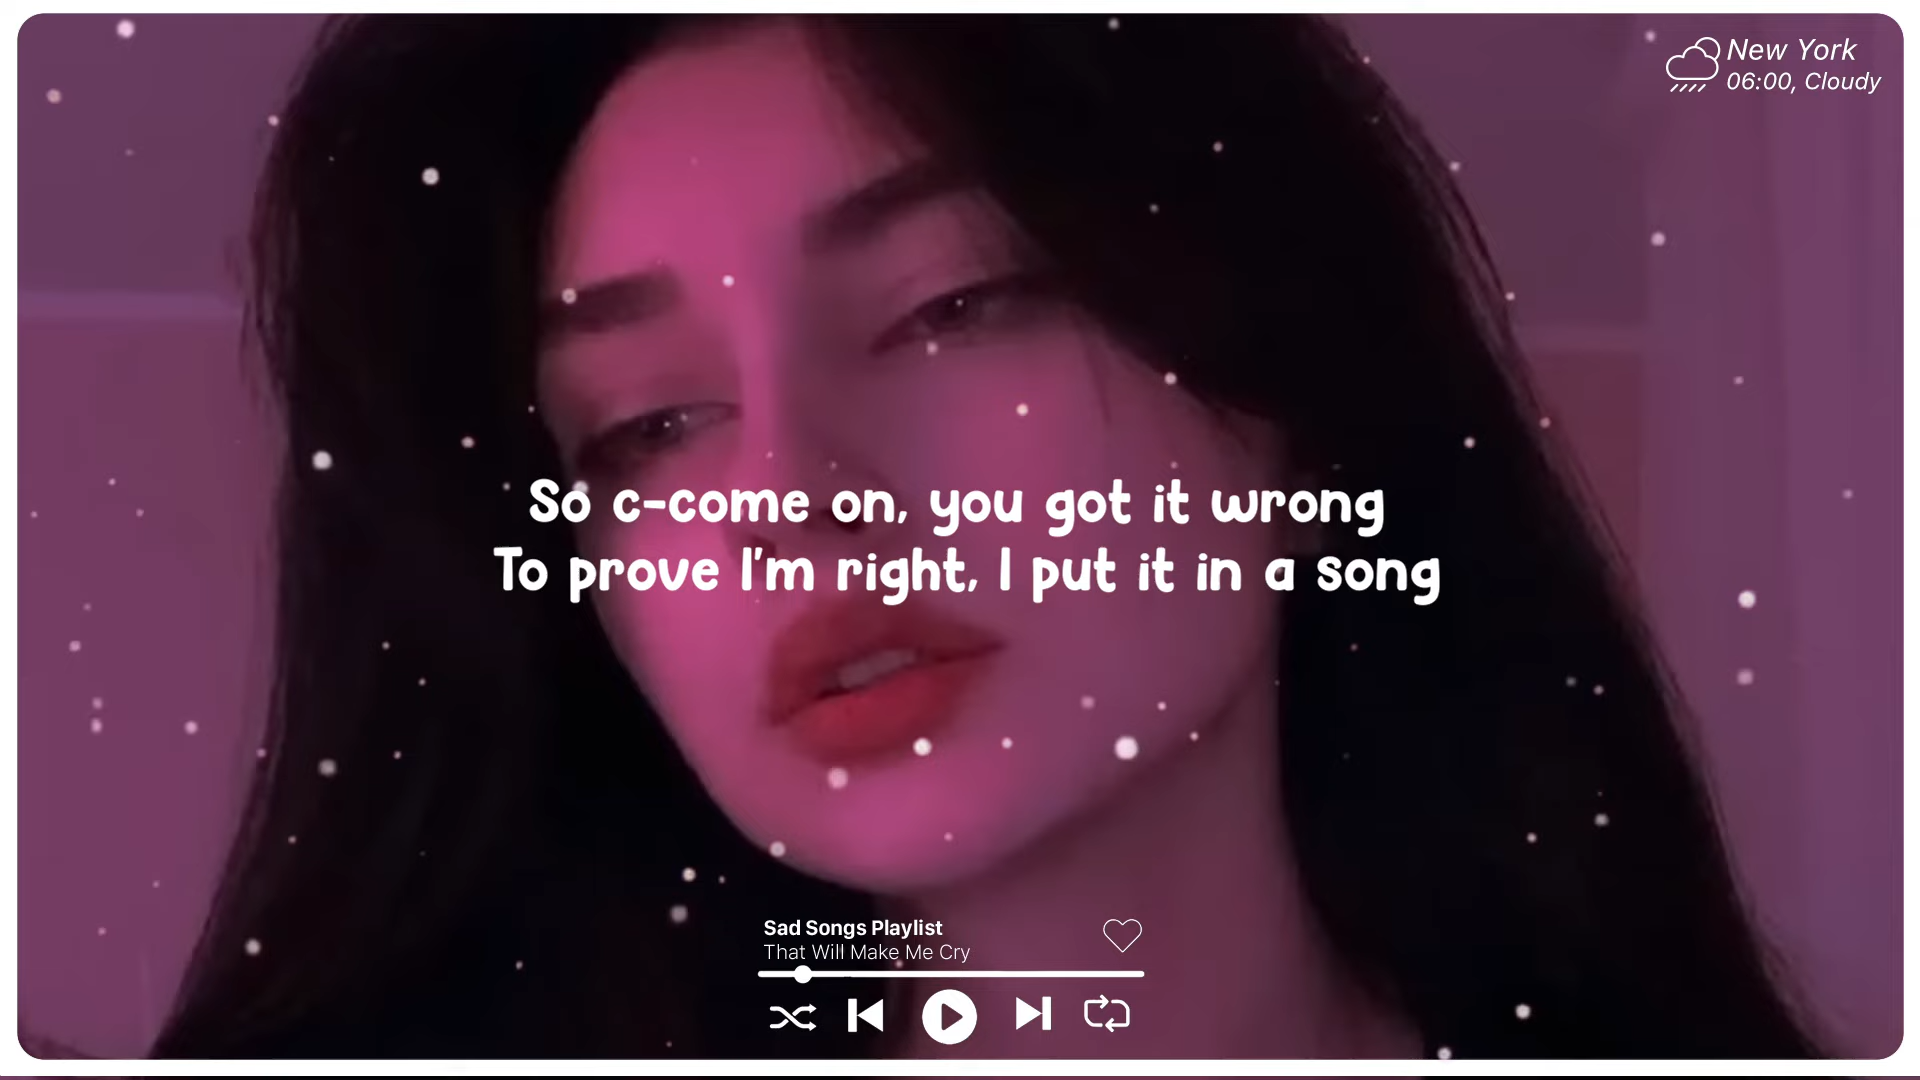 New York
06:00, Cloudy
So c-come on, you got it wrong
To prove I'm right, I put it in a song
Sad Songs Playlist
That Will Make Me Cry